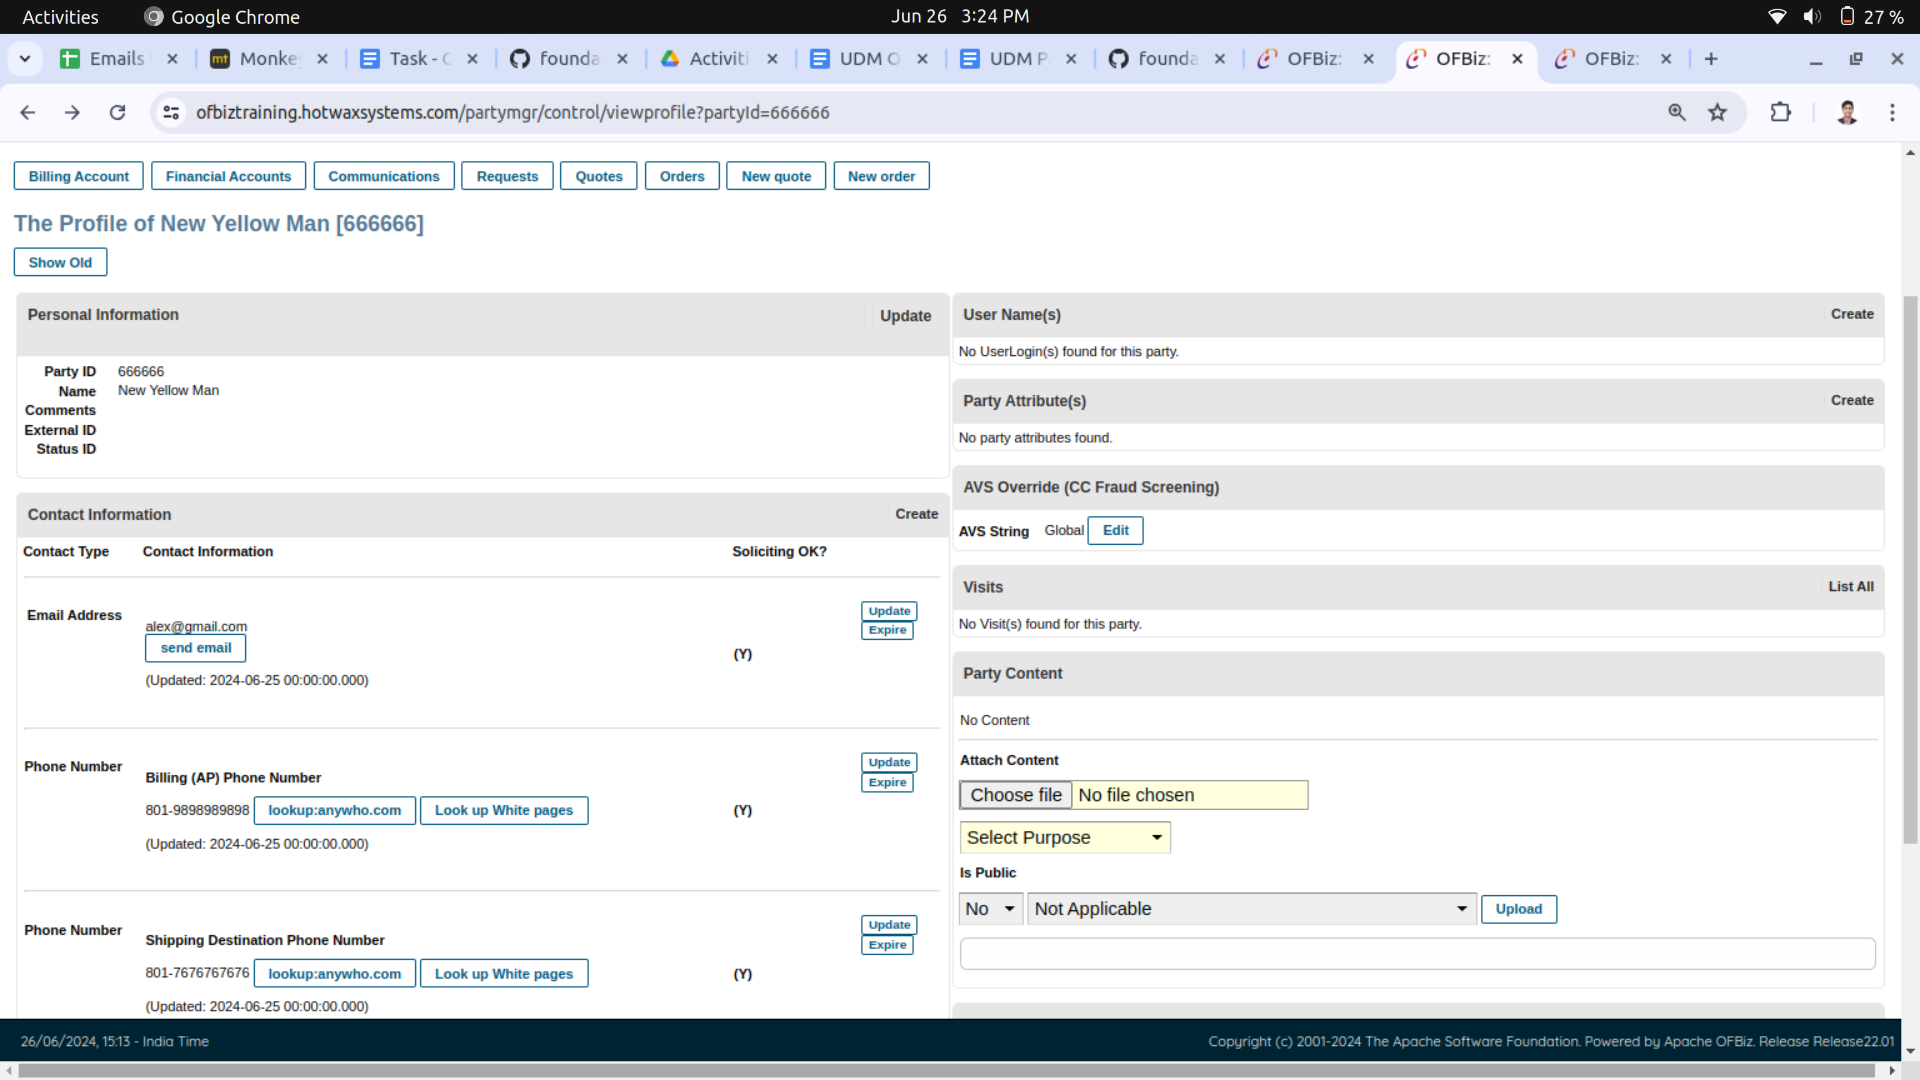 Activities Google Chrome Jun 26 3:24 PM 27 %
Emails Monke Task - C founda Activiti UDM O UDM P founda OFBiz: OFBiz: OFBiz:
ofbiztraining.hotwaxsystems.com/partymgr/control/viewprofile?partyId=666666
Billing Account Financial Accounts Communications Requests Quotes Orders New quote New order
The Profile of New Yellow Man [666666]
Show Old
Personal Information Update
Party ID 666666
Name New Yellow Man
Comments
External ID
Status ID
Contact Information Create
Contact Type Contact Information Soliciting OK?
Email Address
alex@gmail.com
send email
(Updated: 2024-06-25 00:00:00.000)
(Y)
Update
Expire
Phone Number
Billing (AP) Phone Number
801-9898989898 lookup:anywho.com Look up White pages
(Updated: 2024-06-25 00:00:00.000)
(Y)
Update
Expire
Phone Number
Shipping Destination Phone Number
801-7676767676 lookup:anywho.com Look up White pages
(Updated: 2024-06-25 00:00:00.000)
(Y)
Update
Expire
User Name(s) Create
No UserLogin(s) found for this party.
Party Attribute(s) Create
No party attributes found.
AVS Override (CC Fraud Screening)
AVS String Global Edit
Visits List All
No Visit(s) found for this party.
Party Content
No Content
Attach Content
Choose file No file chosen
Select Purpose
Is Public
No Not Applicable Upload
26/06/2024, 15:13 - India Time
Copyright (c) 2001-2024 The Apache Software Foundation. Powered by Apache OFBiz. Release Release22.01